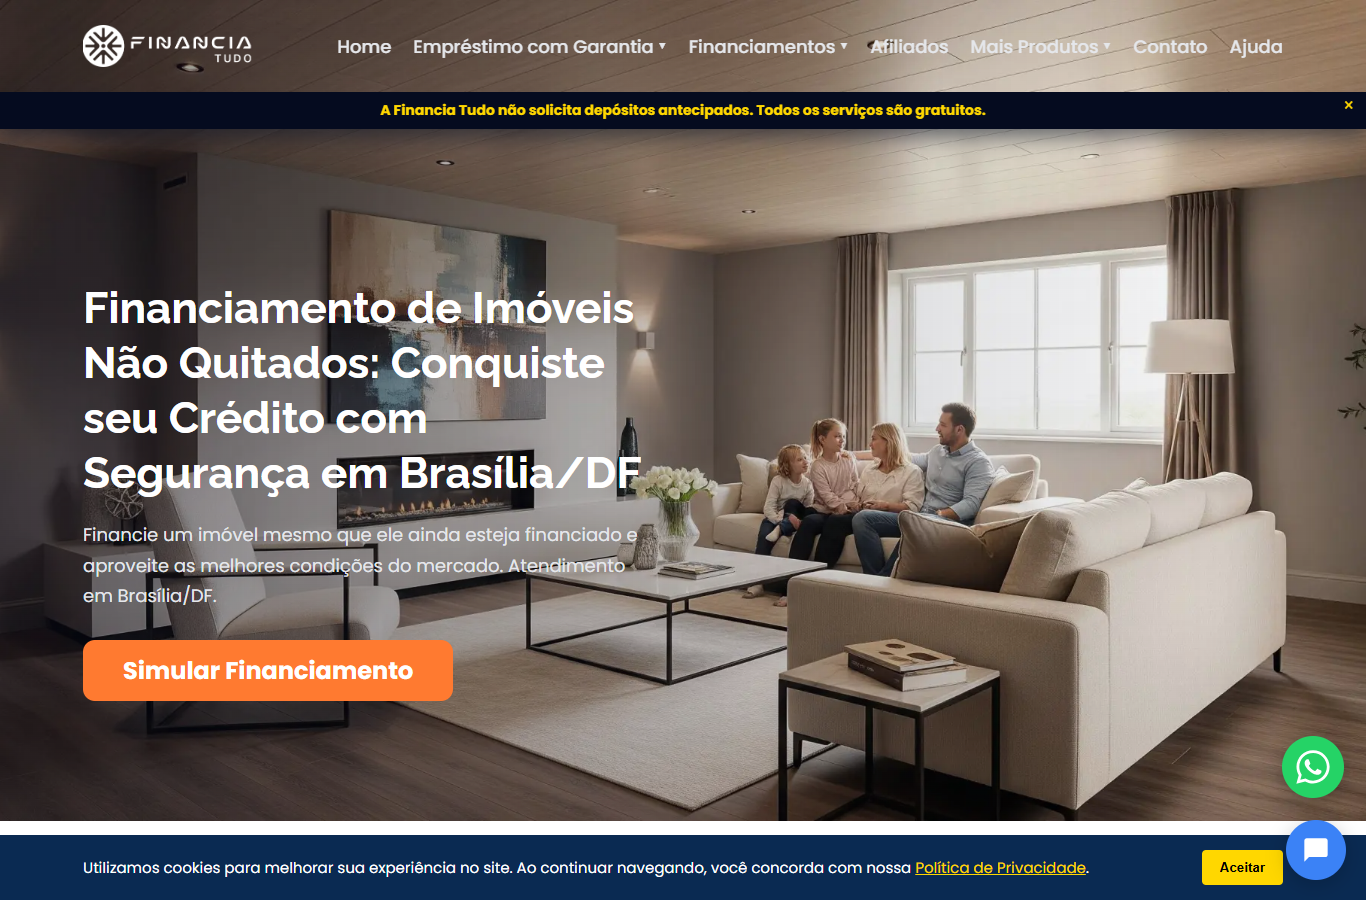 FINANCIA
TUDO
Home Empréstimo com Garantia ▼ Financiamentos ▼ Afiliados Mais Produtos ▼ Contato Ajuda
A Financia Tudo não solicita depósitos antecipados. Todos os serviços são gratuitos. ×
Financiamento de Imóveis
Não Quitados: Conquiste
seu Crédito com
Segurança em Brasília/DF
Financie um imóvel mesmo que ele ainda esteja financiado e
aproveite as melhores condições do mercado. Atendimento
em Brasília/DF.
Simular Financiamento
Utilizamos cookies para melhorar sua experiência no site. Ao continuar navegando, você concorda com nossa Política de Privacidade.
Aceitar